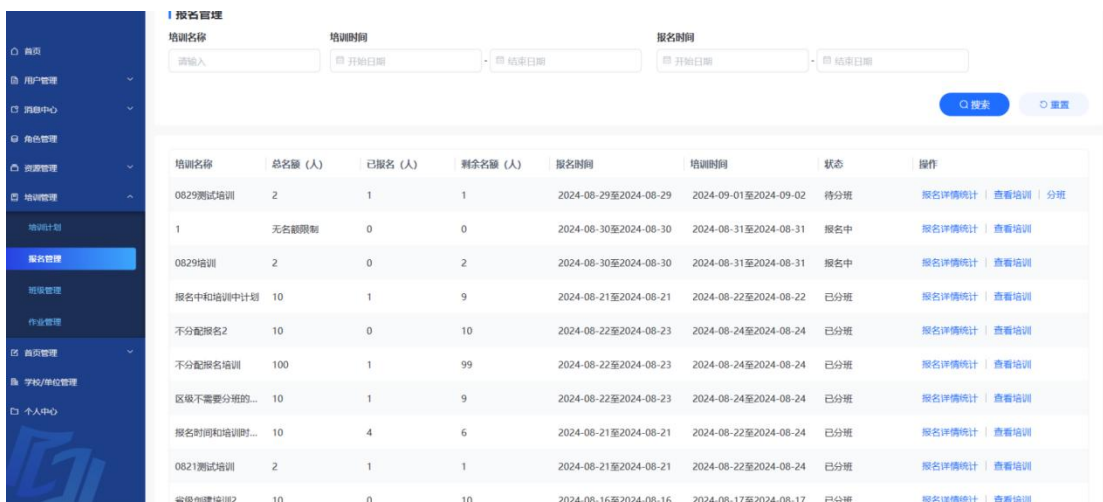 报名管理
培训名称 培训时间 报名时间
请输入 开始日期 - 结束日期 开始日期 - 结束日期
搜索 重置
首页
用户管理
消息中心
角色管理
资源管理
培训管理
培训计划
报名管理
班级管理
作业管理
首页管理
学校/单位管理
个人中心
培训名称 总名额（人） 已报名（人） 剩余名额（人） 报名时间 培训时间 状态 操作
0829测试培训 2 1 1 2024-08-29至2024-08-29 2024-09-01至2024-09-02 待分班 报名详情统计 查看培训 分班
1 无名额限制 0 0 2024-08-30至2024-08-30 2024-08-31至2024-08-31 报名中 报名详情统计 查看培训
0829培训 2 0 2 2024-08-30至2024-08-30 2024-08-31至2024-08-31 报名中 报名详情统计 查看培训
报名中和培训中计划 10 1 9 2024-08-21至2024-08-21 2024-08-22至2024-08-22 已分班 报名详情统计 查看培训
不分配报名2 10 0 10 2024-08-22至2024-08-23 2024-08-24至2024-08-24 已分班 报名详情统计 查看培训
不分配报名培训 100 1 99 2024-08-22至2024-08-23 2024-08-24至2024-08-24 已分班 报名详情统计 查看培训
区级不需要分班的... 10 1 9 2024-08-22至2024-08-23 2024-08-24至2024-08-24 已分班 报名详情统计 查看培训
报名时间和培训时... 10 4 6 2024-08-21至2024-08-21 2024-08-22至2024-08-24 已分班 报名详情统计 查看培训
0821测试培训 2 1 1 2024-08-21至2024-08-21 2024-08-22至2024-08-24 已分班 报名详情统计 查看培训
省级创建培训2 10 0 10 2024-08-16至2024-08-16 2024-08-17至2024-08-17 已分班 报名详情统计 查看培训